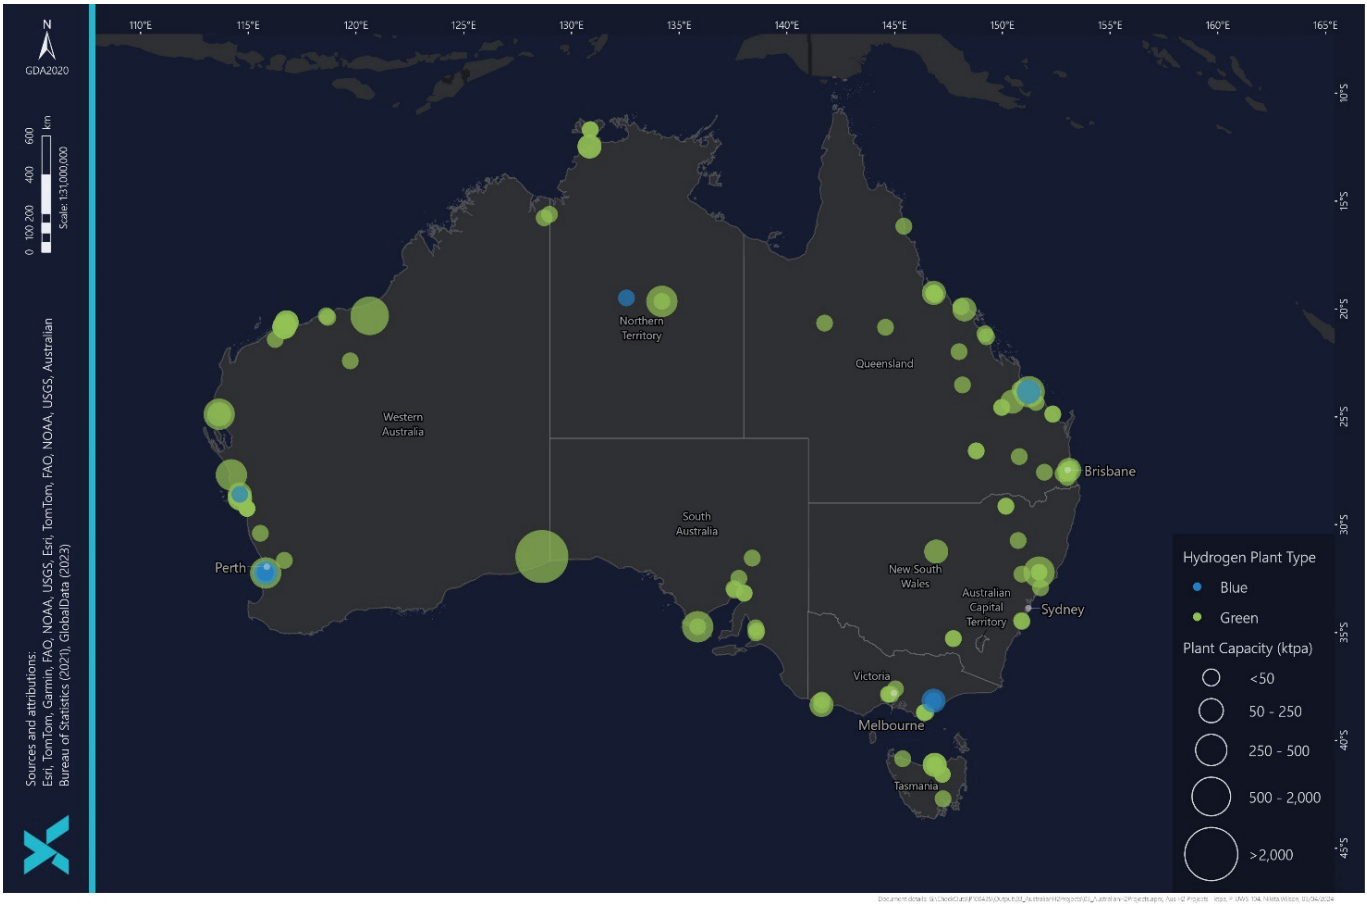 110°E 115°E 120°E 125°E 130°E 135°E 140°E 145°E 150°E 155°E 160°E 165°E
N
GDA2020
0 100 200 400 600 km
Scale: 1:31,000,000
Sources and attributions:
Esri, TomTom, Garmin, FAO, NOAA, USGS, Esri, TomTom, FAO, NOAA, USGS, Australian
Bureau of Statistics (2021), GlobalData (2023)
10°S
15°S
20°S
25°S
30°S
35°S
40°S
45°S
Northern
Territory
Queensland
Western
Australia
Brisbane
South
Australia
Perth
New South
Wales
Australian
Capital
Territory
Sydney
Victoria
Melbourne
Tasmania
Hydrogen Plant Type
Blue
Green
Plant Capacity (ktpa)
<50
50 - 250
250 - 500
500 - 2,000
>2,000